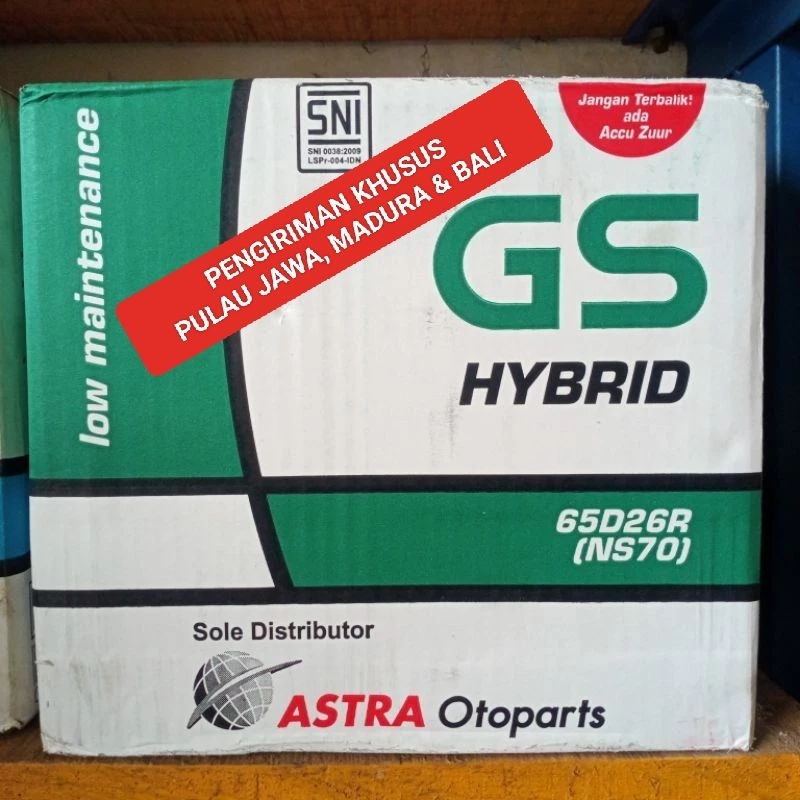 low maintenance
SNI
SNI 0038:2009
LSPr-004-IDN
Jangan Terbalik!
ada
Accu Zuur
PENGIRIMAN KHUSUS
PULAU JAWA, MADURA & BALI
GS
HYBRID
65D26R
(NS70)
Sole Distributor
ASTRA Otoparts